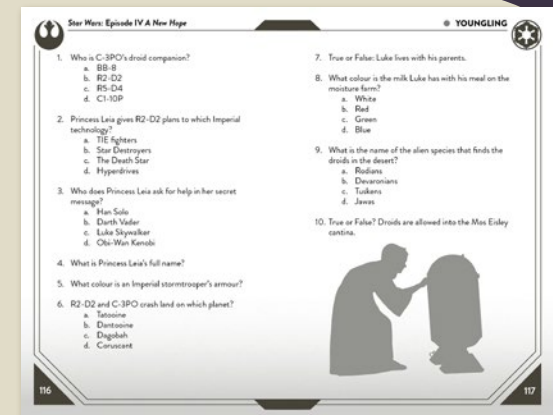 Star Wars: Episode IV A New Hope
YOUNGLING
1. Who is C-3PO's droid companion?
a. BB-8
b. R2-D2
c. R5-D4
d. C1-10P
2. Princess Leia gives R2-D2 plans to which Imperial
technology?
a. TIE fighters
b. Star Destroyers
c. The Death Star
d. Hyperdrives
3. Who does Princess Leia ask for help in her secret
message?
a. Han Solo
b. Darth Vader
c. Luke Skywalker
d. Obi-Wan Kenobi
4. What is Princess Leia's full name?
5. What colour is an Imperial stormtrooper's armour?
6. R2-D2 and C-3PO crash land on which planet?
a. Tatooine
b. Dantooine
c. Dagobah
d. Coruscant
116
7. True or False: Luke lives with his parents.
8. What colour is the milk Luke has with his meal on the
moisture farm?
a. White
b. Red
c. Green
d. Blue
9. What is the name of the alien species that finds the
droids in the desert?
a. Rodians
b. Devaronians
c. Tuskens
d. Jawas
10. True or False? Droids are allowed into the Mos Eisley
cantina.
117